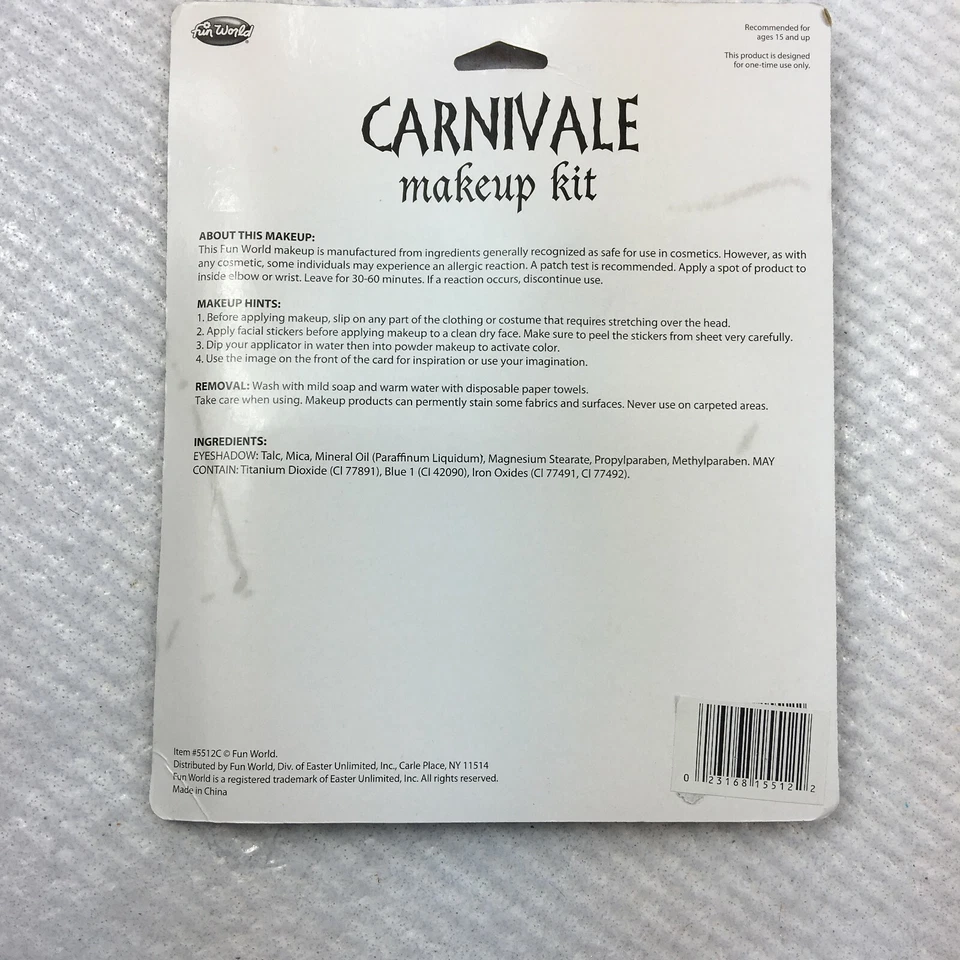 Fun World
Recommended for
ages 15 and up
This product is designed
for one-time use only.
CARNIVALE
makeup kit
ABOUT THIS MAKEUP:
This Fun World makeup is manufactured from ingredients generally recognized as safe for use in cosmetics. However, as with
any cosmetic, some individuals may experience an allergic reaction. A patch test is recommended. Apply a spot of product to
inside elbow or wrist. Leave for 30-60 minutes. If a reaction occurs, discontinue use.
MAKEUP HINTS:
1. Before applying makeup, slip on any part of the clothing or costume that requires stretching over the head.
2. Apply facial stickers before applying makeup to a clean dry face. Make sure to peel the stickers from sheet very carefully.
3. Dip your applicator in water then into powder makeup to activate color.
4. Use the image on the front of the card for inspiration or use your imagination.
REMOVAL: Wash with mild soap and warm water with disposable paper towels.
Take care when using. Makeup products can permently stain some fabrics and surfaces. Never use on carpeted areas.
INGREDIENTS:
EYESHADOW: Talc, Mica, Mineral Oil (Paraffinum Liquidum), Magnesium Stearate, Propylparaben, Methylparaben. MAY
CONTAIN: Titanium Dioxide (CI 77891), Blue 1 (CI 42090), Iron Oxides (CI 77491, CI 77492).
Item #5512C © Fun World.
Distributed by Fun World, Div. of Easter Unlimited, Inc., Carle Place, NY 11514
Fun World is a registered trademark of Easter Unlimited, Inc. All rights reserved.
Made in China
0 23168 15512 2